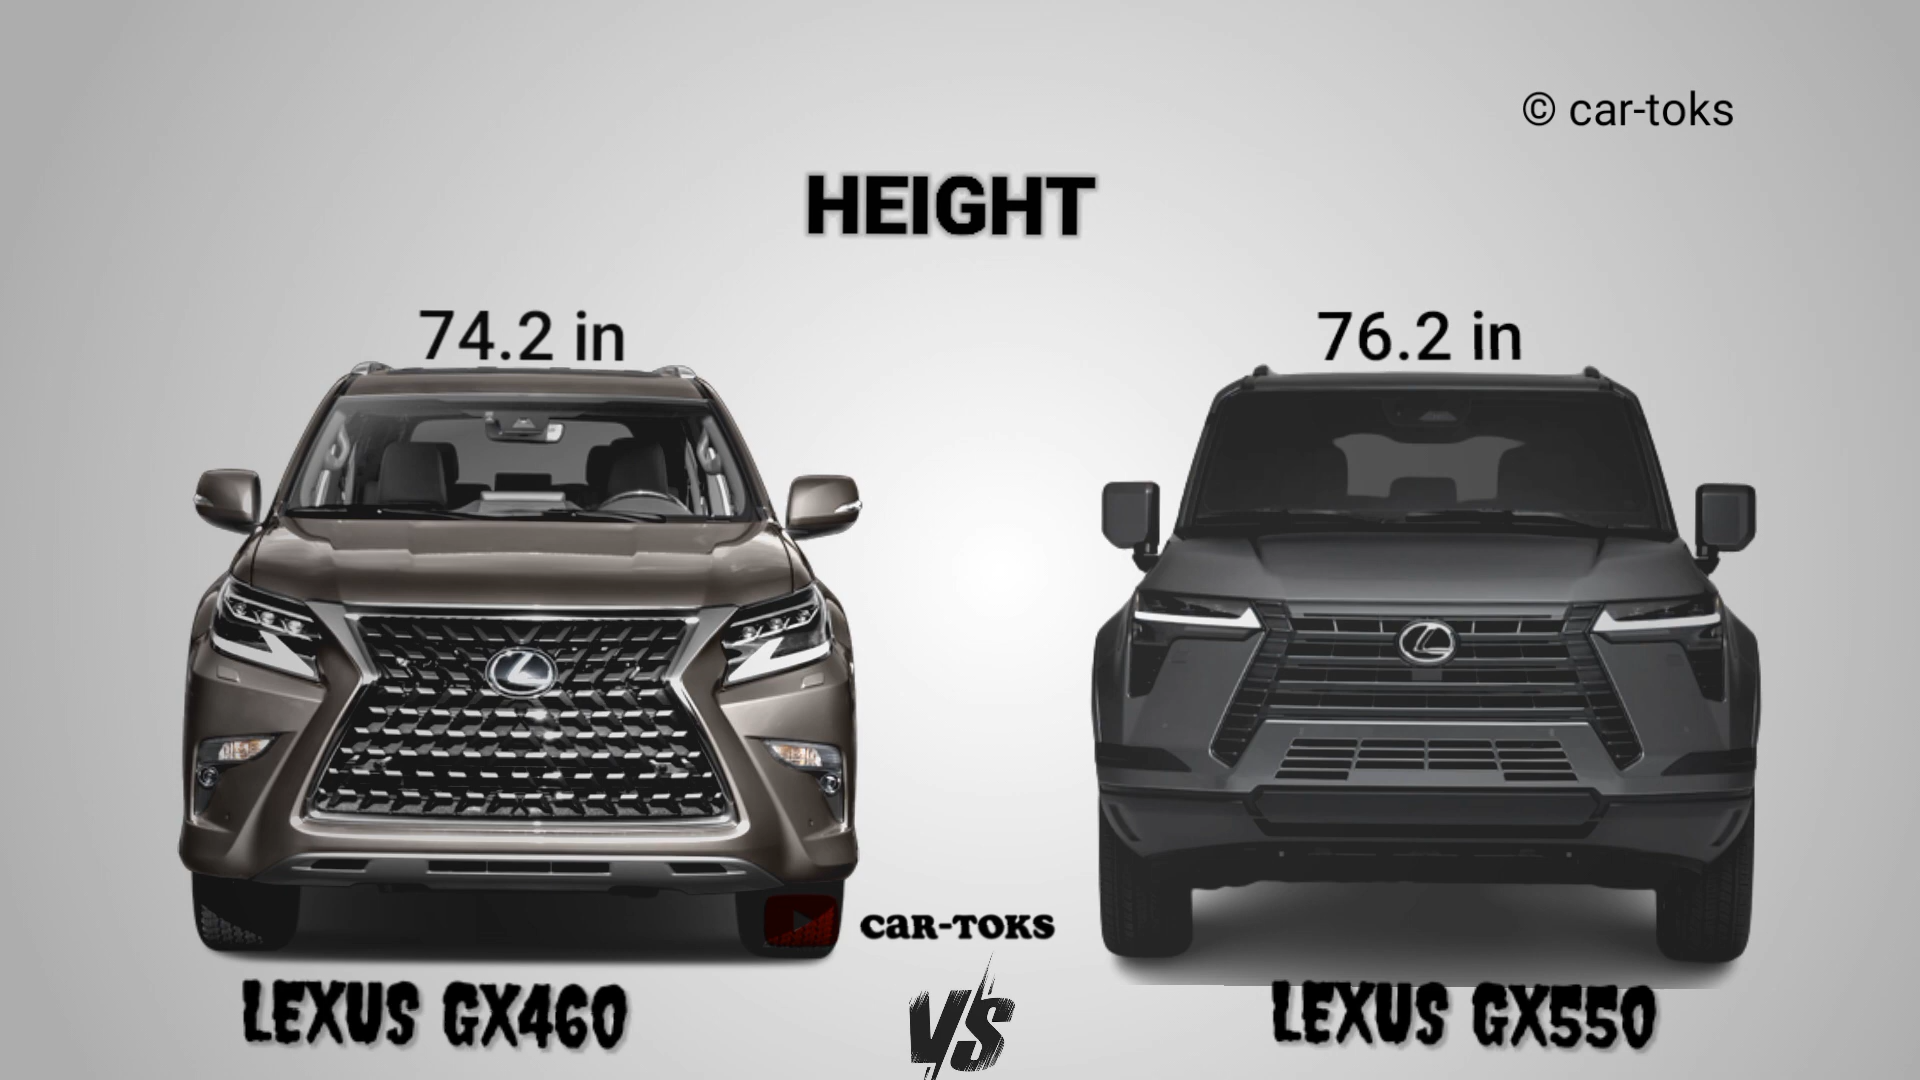 © car-toks
HEIGHT
74.2 in
76.2 in
CAR-TOKS
LEXUS GX460
VS
LEXUS GX550